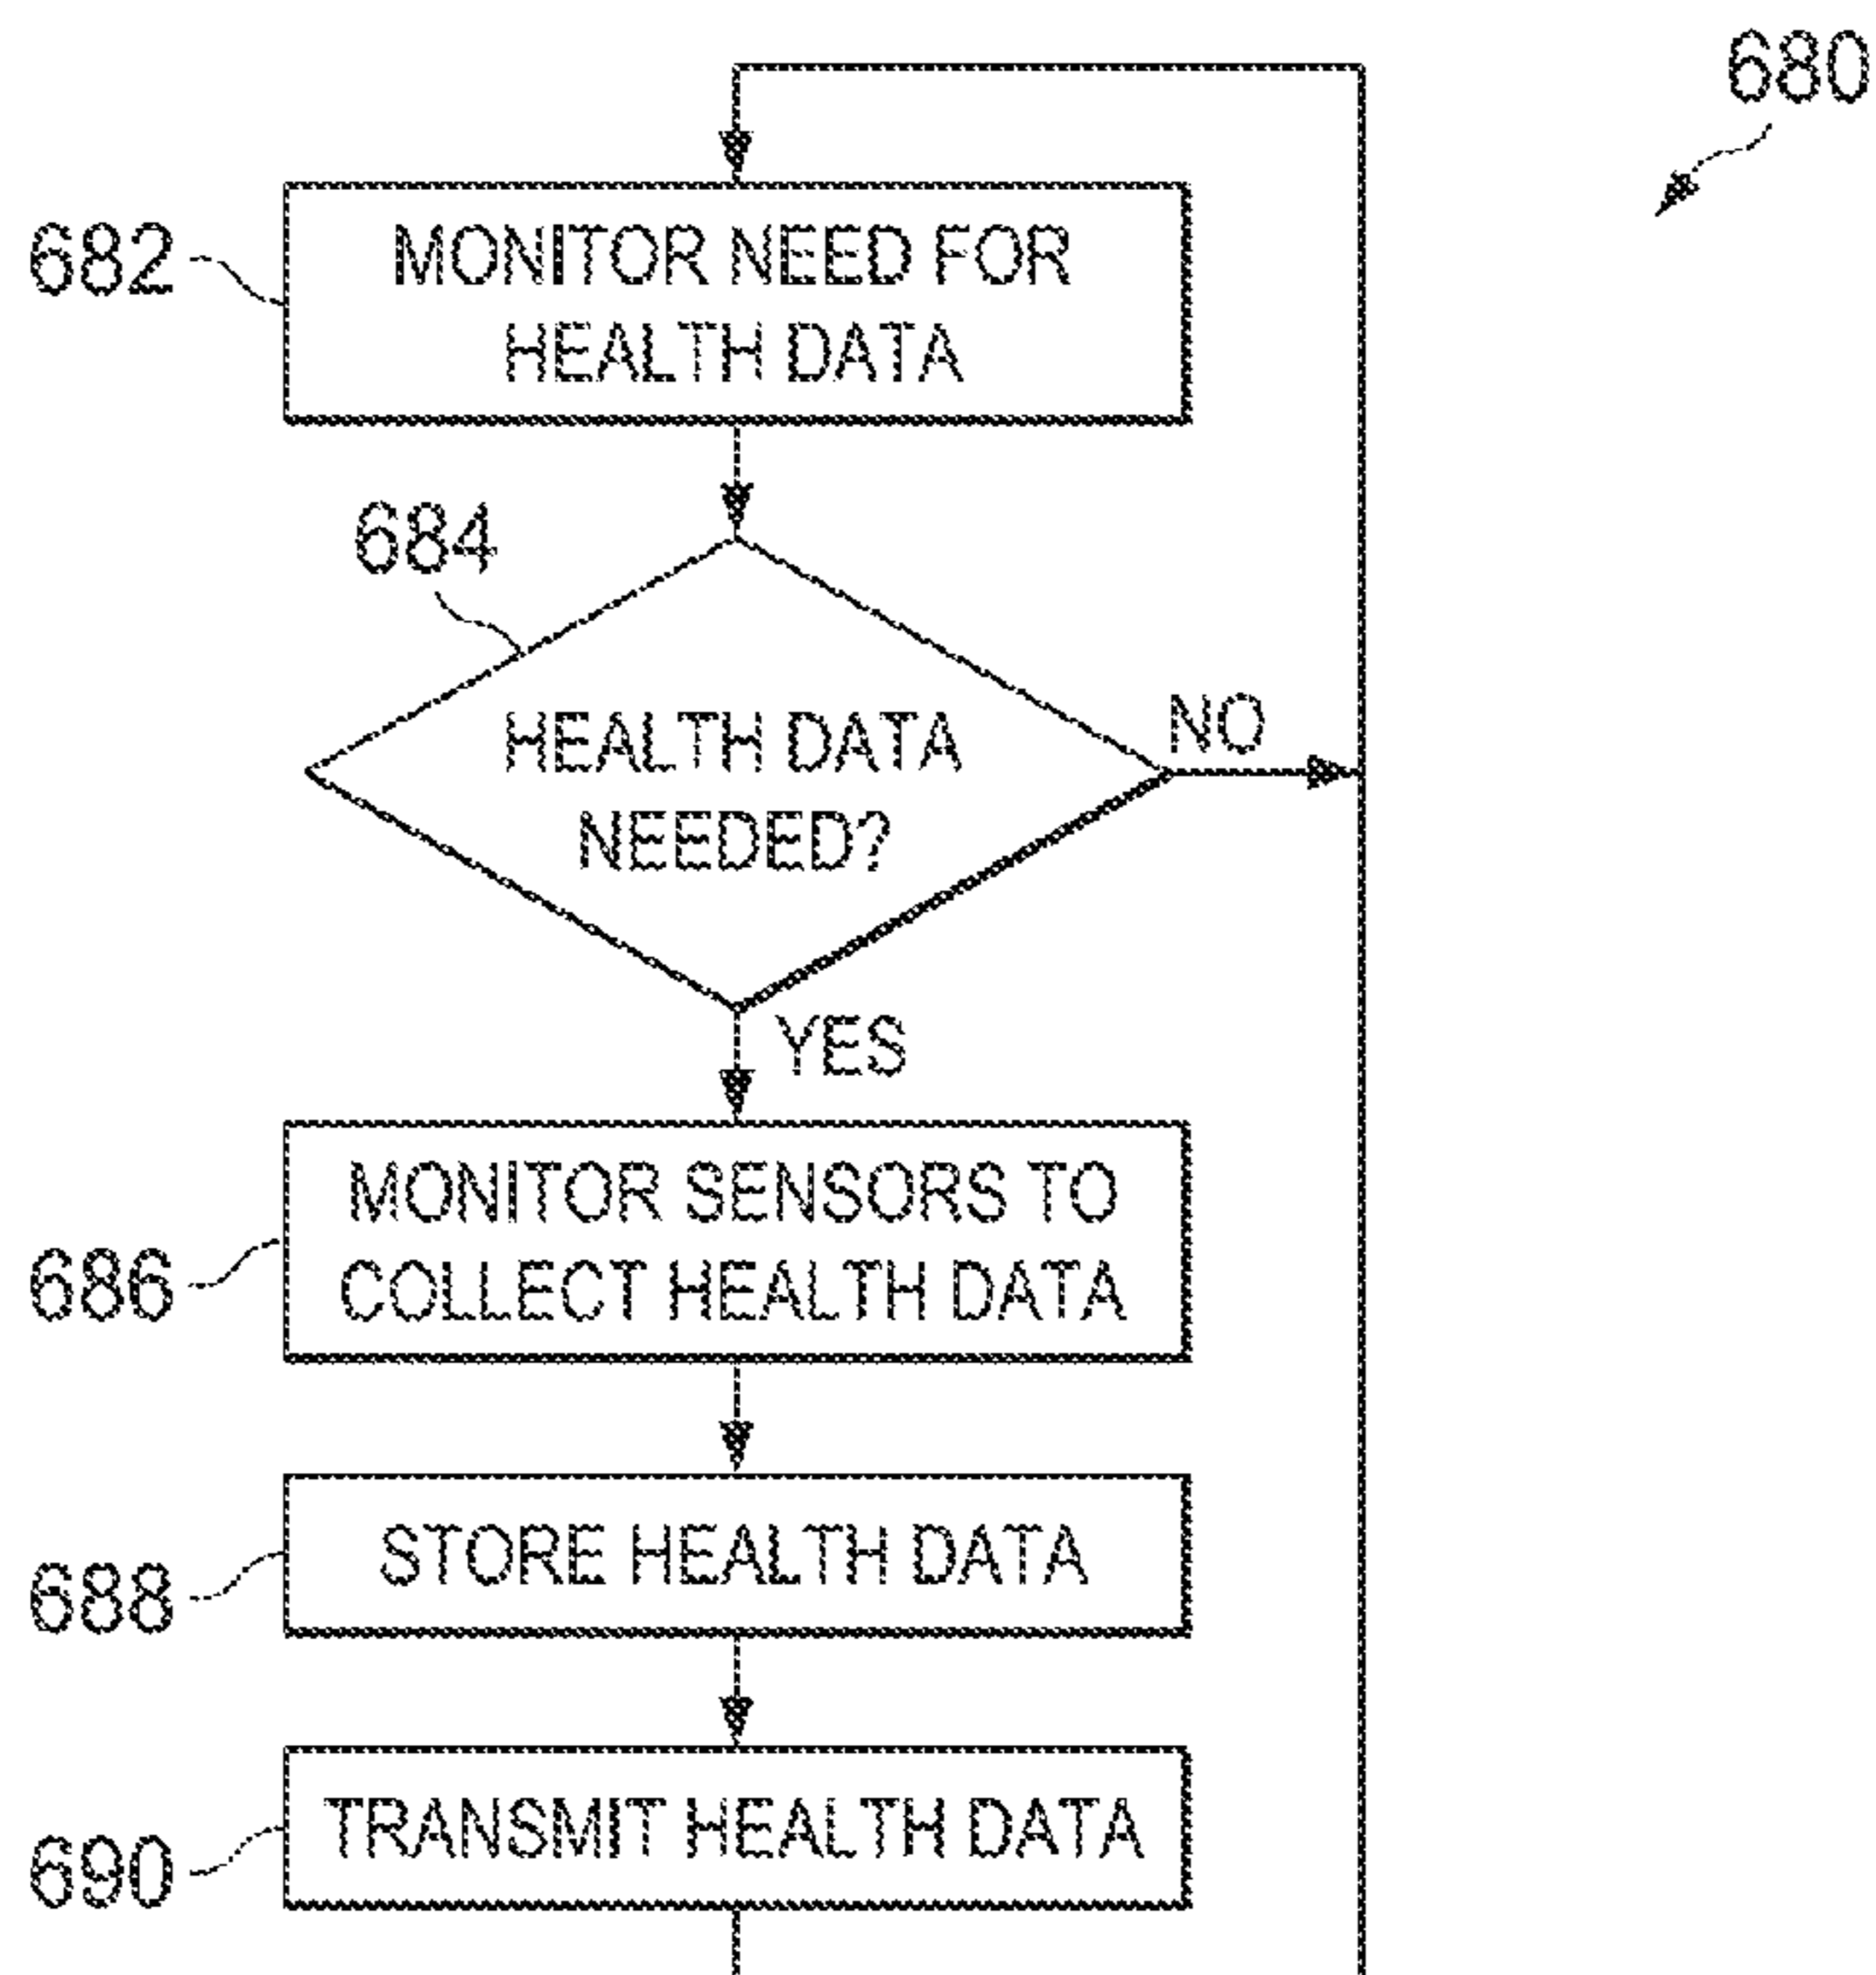 680
682
MONITOR NEED FOR
HEALTH DATA
684
HEALTH DATA
NEEDED?
NO
YES
686
MONITOR SENSORS TO
COLLECT HEALTH DATA
688
STORE HEALTH DATA
690
TRANSMIT HEALTH DATA